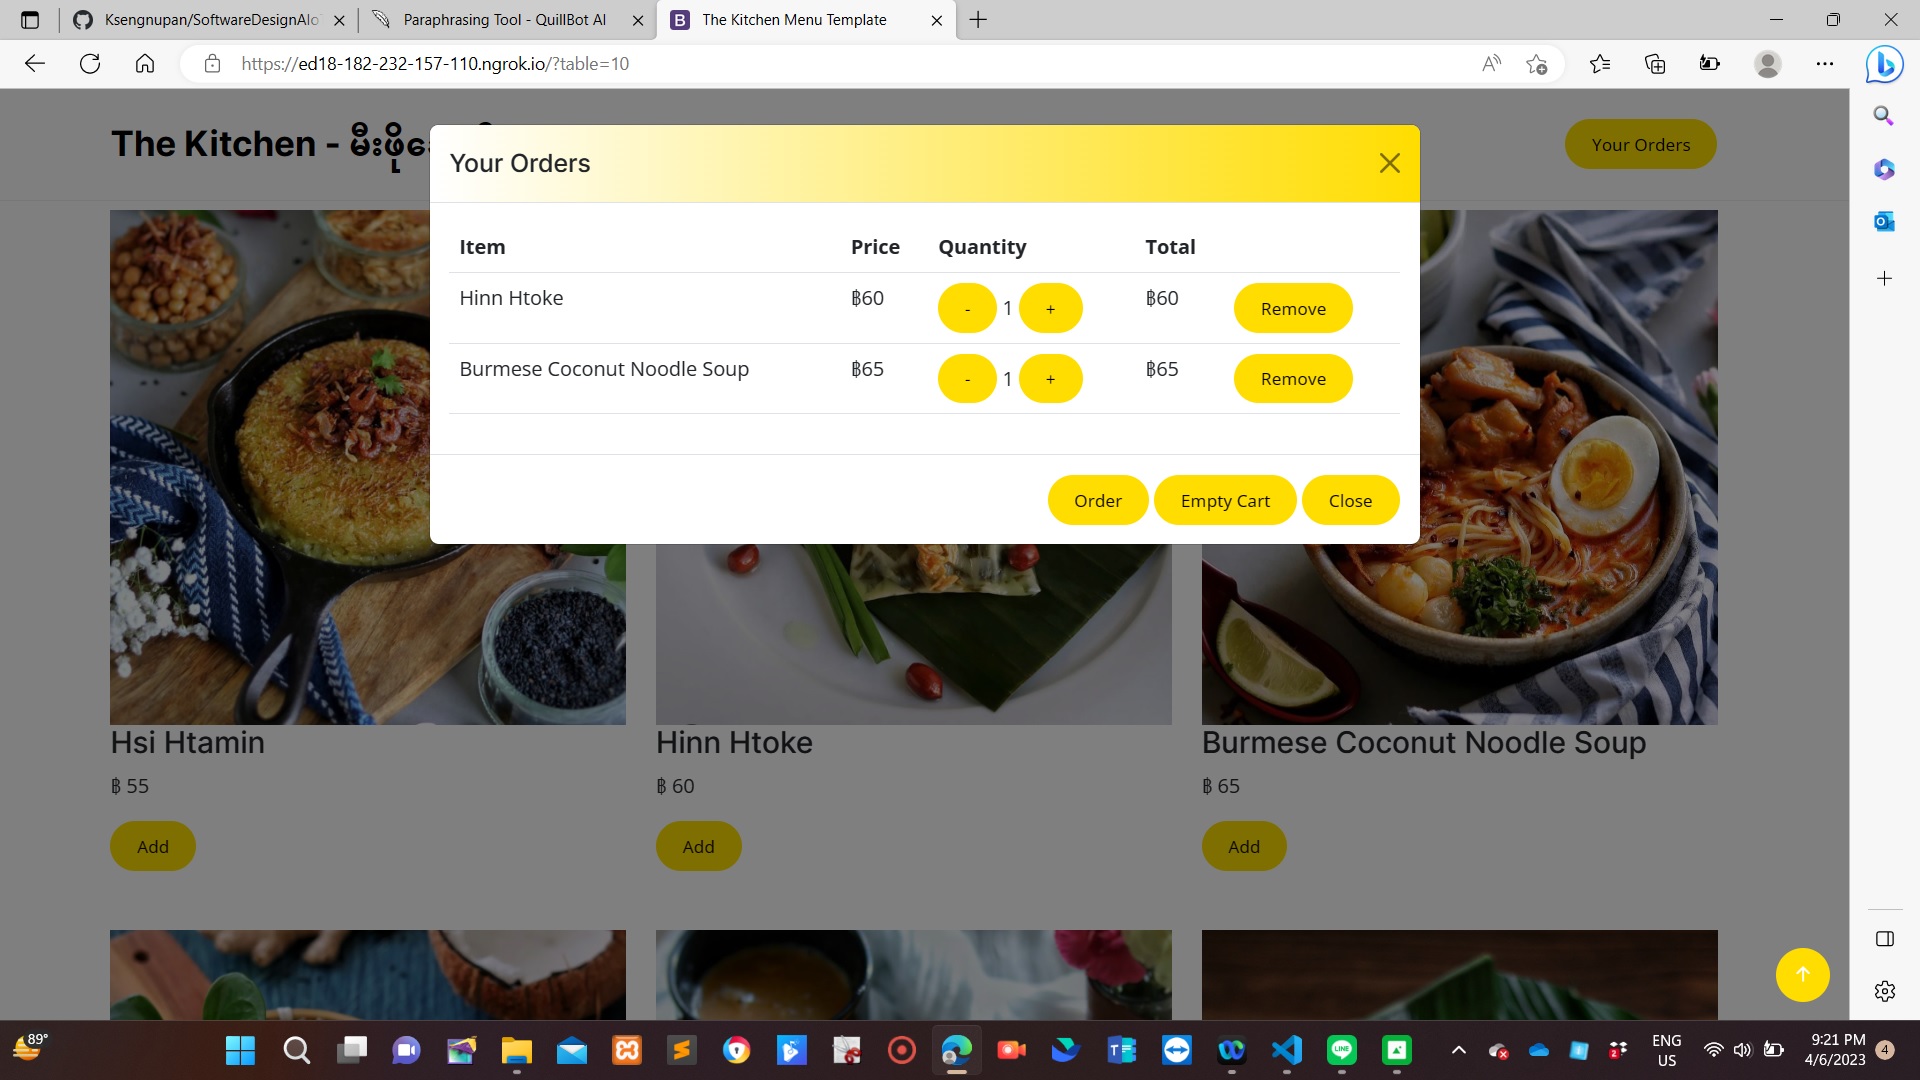 Ksengnupan/SoftwareDesignAIo
Paraphrasing Tool - QuillBot AI
B
The Kitchen Menu Template
https://ed18-182-232-157-110.ngrok.io/?table=10
The Kitchen - မီးဖို
Your Orders
Your Orders
Item Price Quantity Total
Hinn Htoke ฿60 - 1 + ฿60 Remove
Burmese Coconut Noodle Soup ฿65 - 1 + ฿65 Remove
Order Empty Cart Close
Hsi Htamin
฿ 55
Add
Hinn Htoke
฿ 60
Add
Burmese Coconut Noodle Soup
฿ 65
Add
89°
ENG
US
9:21 PM
4/6/2023
4